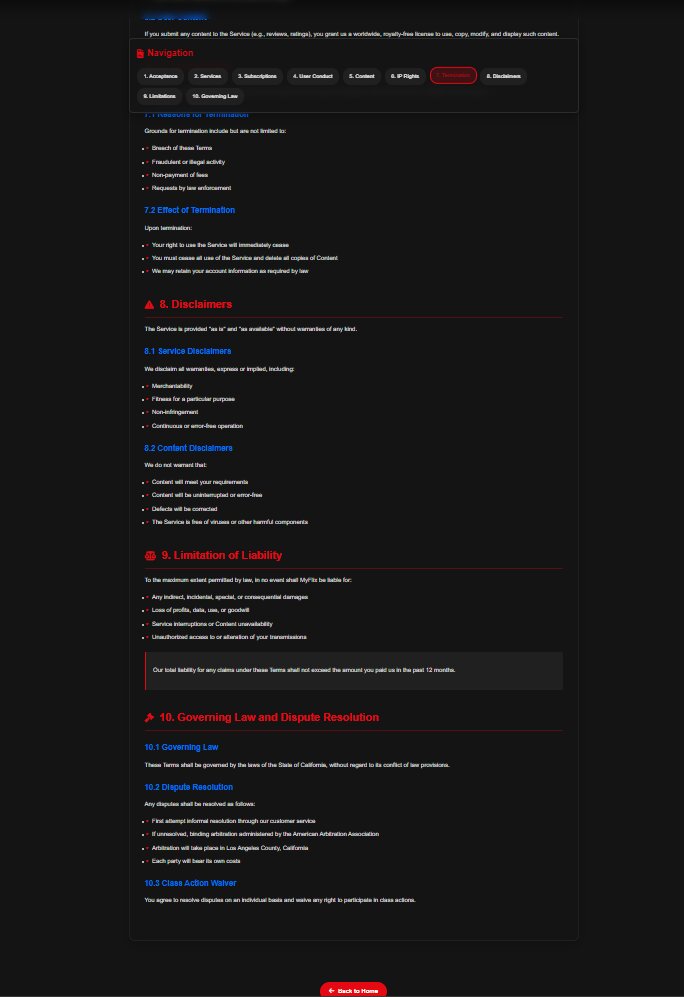 5.2 User Content
If you submit any content to the Service (e.g., reviews, ratings), you grant us a worldwide, royalty-free license to use, copy, modify, and display such content.
Navigation
1. Acceptance
2. Services
3. Subscriptions
4. User Conduct
5. Content
6. IP Rights
7. Termination
8. Disclaimers
9. Limitations
10. Governing Law
7.1 Reasons for Termination
Grounds for termination include but are not limited to:
Breach of these Terms
Fraudulent or illegal activity
Non-payment of fees
Requests by law enforcement
7.2 Effect of Termination
Upon termination:
Your right to use the Service will immediately cease
You must cease all use of the Service and delete all copies of Content
We may retain your account information as required by law
8. Disclaimers
The Service is provided "as is" and "as available" without warranties of any kind.
8.1 Service Disclaimers
We disclaim all warranties, express or implied, including:
Merchantability
Fitness for a particular purpose
Non-infringement
Continuous or error-free operation
8.2 Content Disclaimers
We do not warrant that:
Content will meet your requirements
Content will be uninterrupted or error-free
Defects will be corrected
The Service is free of viruses or other harmful components
9. Limitation of Liability
To the maximum extent permitted by law, in no event shall MyFlix be liable for:
Any indirect, incidental, special, or consequential damages
Loss of profits, data, use, or goodwill
Service interruptions or Content unavailability
Unauthorized access to or alteration of your transmissions
Our total liability for any claims under these Terms shall not exceed the amount you paid us in the past 12 months.
10. Governing Law and Dispute Resolution
10.1 Governing Law
These Terms shall be governed by the laws of the State of California, without regard to its conflict of law provisions.
10.2 Dispute Resolution
Any disputes shall be resolved as follows:
First attempt informal resolution through our customer service
If unresolved, binding arbitration administered by the American Arbitration Association
Arbitration will take place in Los Angeles County, California
Each party will bear its own costs
10.3 Class Action Waiver
You agree to resolve disputes on an individual basis and waive any right to participate in class actions.
Back to Home